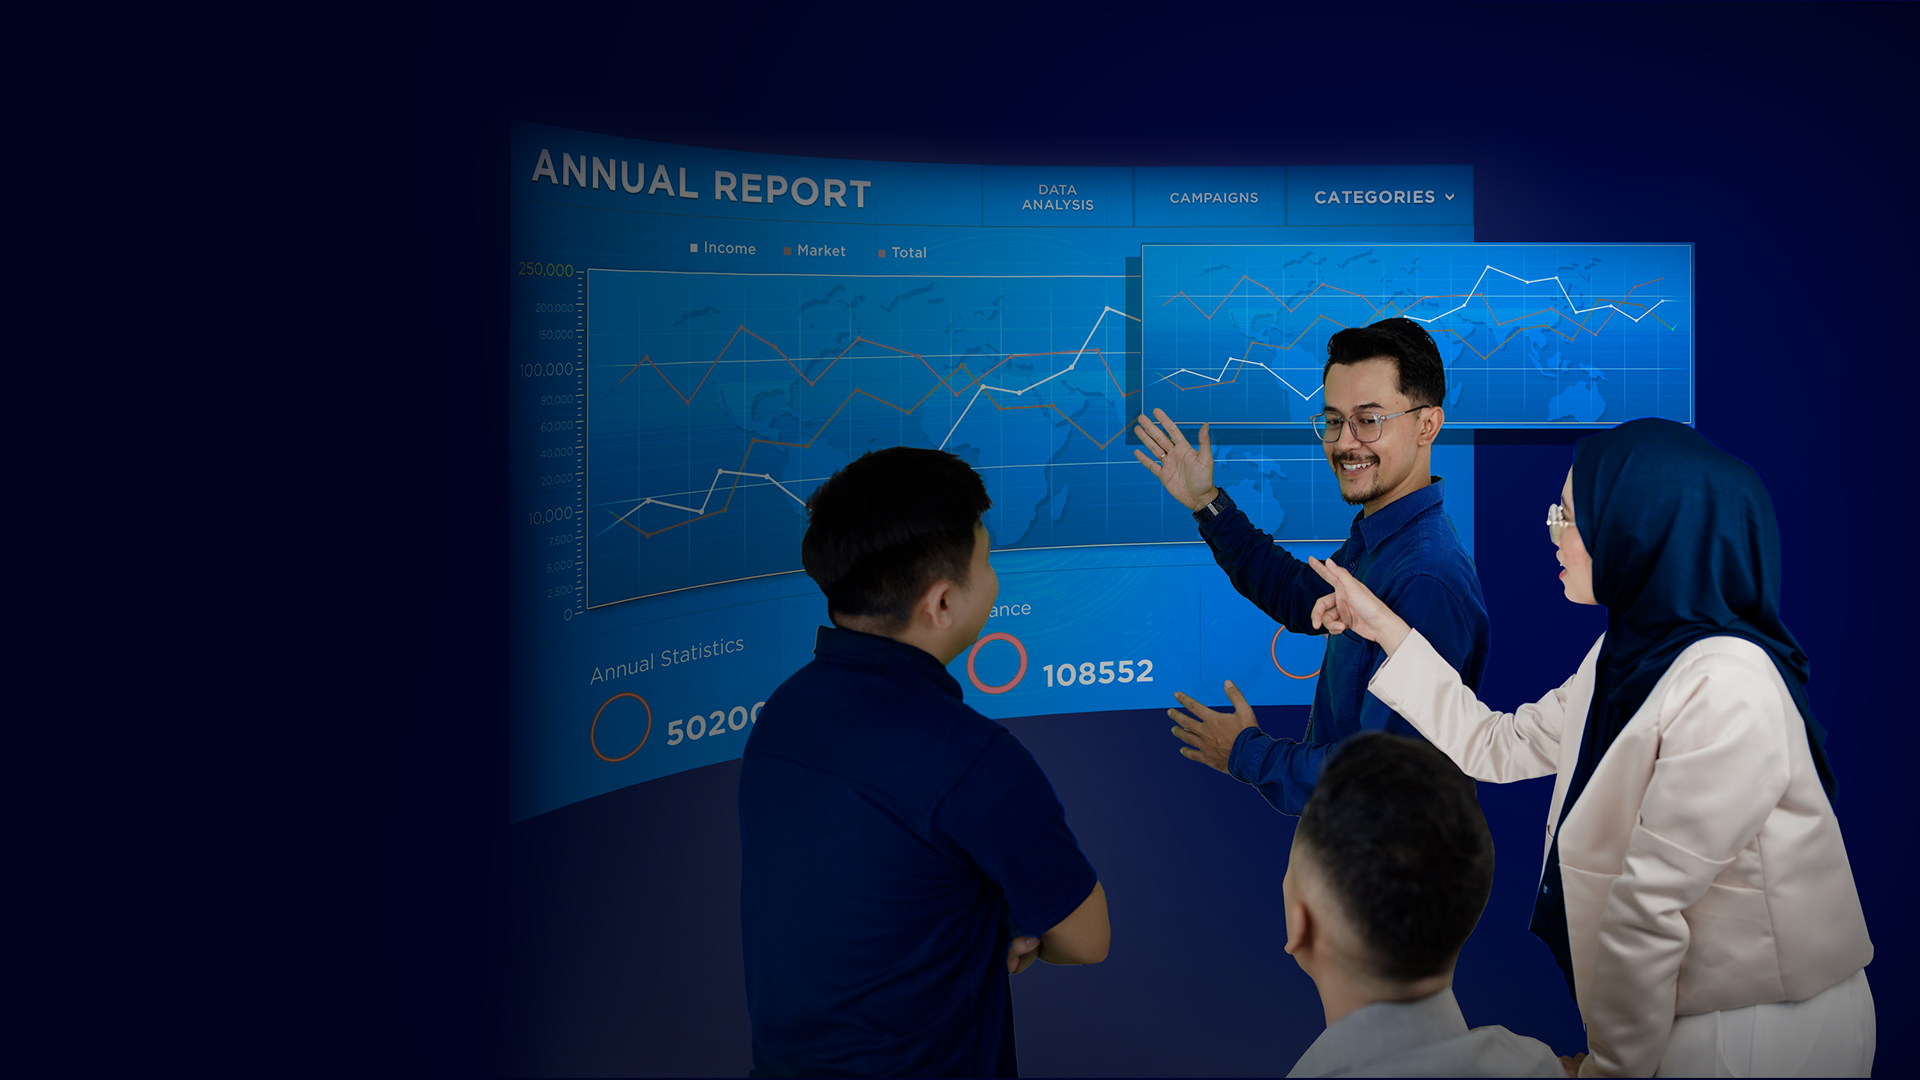 ANNUAL REPORT
DATA
ANALYSIS
CAMPAIGNS
CATEGORIES
Income
Market
Total
250,000
200,000
150,000
100,000
80,000
60,000
40,000
20,000
10,000
7,500
5,000
2,500
0
Annual Statistics
ance
5020
108552